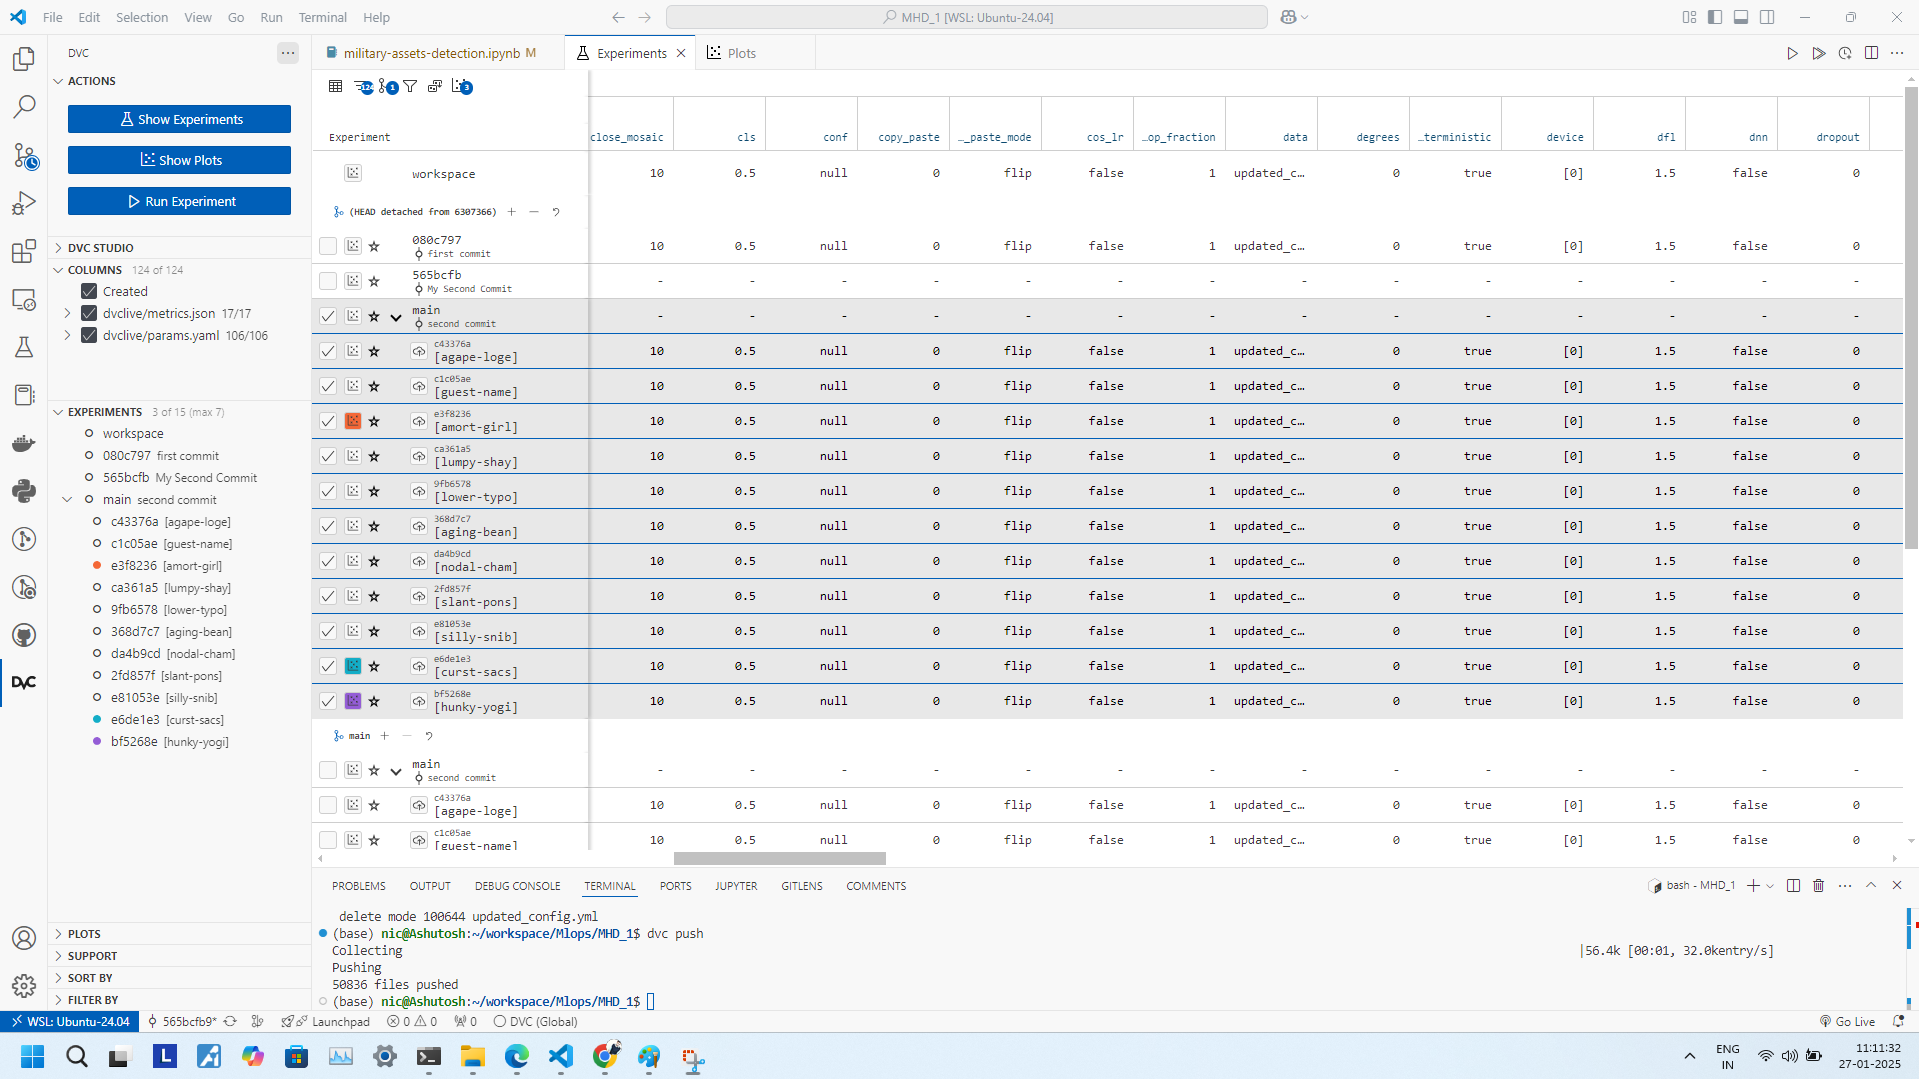 File Edit Selection View Go Run Terminal Help
MHD_1 [WSL: Ubuntu-24.04]
DVC
military-assets-detection.ipynb M
Experiments
Plots
ACTIONS
Show Experiments
Show Plots
Run Experiment
DVC STUDIO
COLUMNS 124 of 124
Created
dvclive/metrics.json 17/17
dvclive/params.yaml 106/106
EXPERIMENTS 3 of 15 (max 7)
workspace
080c797 first commit
565bcfb My Second Commit
main second commit
c43376a [agape-loge]
c1c05ae [guest-name]
e3f8236 [amort-girl]
ca361a5 [lumpy-shay]
9fb6578 [lower-typo]
368d7c7 [aging-bean]
da4b9cd [nodal-cham]
2fd857f [slant-pons]
e81053e [silly-snib]
e6de1e3 [curst-sacs]
bf5268e [hunky-yogi]
PLOTS
SUPPORT
SORT BY
FILTER BY
124 1 3
Experiment close_mosaic cls conf copy_paste …_paste_mode cos_lr …op_fraction data degrees …terministic device dfl dnn dropout
workspace 10 0.5 null 0 flip false 1 updated_c… 0 true [0] 1.5 false 0
(HEAD detached from 6307366)
080c797
first commit
10 0.5 null 0 flip false 1 updated_c… 0 true [0] 1.5 false 0
565bcfb
My Second Commit
- - - - - - - - - - - - - -
main
second commit
- - - - - - - - - - - - - -
c43376a
[agape-loge]
10 0.5 null 0 flip false 1 updated_c… 0 true [0] 1.5 false 0
c1c05ae
[guest-name]
10 0.5 null 0 flip false 1 updated_c… 0 true [0] 1.5 false 0
e3f8236
[amort-girl]
10 0.5 null 0 flip false 1 updated_c… 0 true [0] 1.5 false 0
ca361a5
[lumpy-shay]
10 0.5 null 0 flip false 1 updated_c… 0 true [0] 1.5 false 0
9fb6578
[lower-typo]
10 0.5 null 0 flip false 1 updated_c… 0 true [0] 1.5 false 0
368d7c7
[aging-bean]
10 0.5 null 0 flip false 1 updated_c… 0 true [0] 1.5 false 0
da4b9cd
[nodal-cham]
10 0.5 null 0 flip false 1 updated_c… 0 true [0] 1.5 false 0
2fd857f
[slant-pons]
10 0.5 null 0 flip false 1 updated_c… 0 true [0] 1.5 false 0
e81053e
[silly-snib]
10 0.5 null 0 flip false 1 updated_c… 0 true [0] 1.5 false 0
e6de1e3
[curst-sacs]
10 0.5 null 0 flip false 1 updated_c… 0 true [0] 1.5 false 0
bf5268e
[hunky-yogi]
10 0.5 null 0 flip false 1 updated_c… 0 true [0] 1.5 false 0
main
main
second commit
- - - - - - - - - - - - - -
c43376a
[agape-loge]
10 0.5 null 0 flip false 1 updated_c… 0 true [0] 1.5 false 0
c1c05ae
[guest-name]
10 0.5 null 0 flip false 1 updated_c… 0 true [0] 1.5 false 0
PROBLEMS OUTPUT DEBUG CONSOLE TERMINAL PORTS JUPYTER GITLENS COMMENTS
bash - MHD_1
delete mode 100644 updated_config.yml
(base) nic@Ashutosh:~/workspace/Mlops/MHD_1$ dvc push
Collecting |56.4k [00:01, 32.0kentry/s]
Pushing
50836 files pushed
(base) nic@Ashutosh:~/workspace/Mlops/MHD_1$
WSL: Ubuntu-24.04 565bcfb9* Launchpad 0 0 0 DVC (Global) Go Live
DVC
L
ENG
IN
11:11:32
27-01-2025